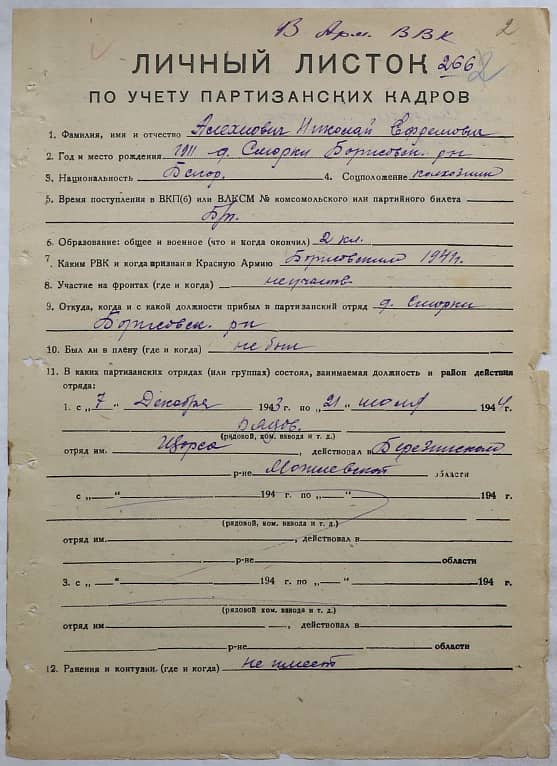 В Арм. ВВК
2
ЛИЧНЫЙ ЛИСТОК 266 2
ПО УЧЕТУ ПАРТИЗАНСКИХ КАДРОВ
1. Фамилия, имя и отчество Алехнович Николай Ефремович
2. Год и место рождения 1911 д. Сморки Борисовск. р-н
3. Национальность Белор. 4. Соцположение колхозник
5. Время поступления в ВКП(б) или ВЛКСМ № комсомольского или партийного билета
Б/п.
6. Образование: общее и военное (что и когда окончил) 2 кл.
7. Каким РВК и когда призван в Красную Армию Борисовским 1944 г.
8. Участие на фронтах (где и когда) не участв.
9. Откуда, когда и с какой должности прибыл в партизанский отряд д. Сморки
Борисовск. р-н
10. Был ли в плену (где и когда) не был
11. В каких партизанских отрядах (или группах) состоял, занимаемая должность и район действия
отряда:
1. с „7" Декабря 1943 г. по „21" июля 1944 г.
рядов.
(рядовой, ком. взвода и т. д.)
отряд им. Щорса, действовал в Березинском
р-не Могилевской области
с „ " 194 г. по „ " 194 г.
(рядовой, ком. взвода и т. д.)
отряд им. , действовал в
р-не области
3. с „ " 194 г. по „ " 194 г.
(рядовой ком. взвода и т. д.)
отряд им , действовал в
р-не области
12. Ранения и контузии. (где и когда) не имеет